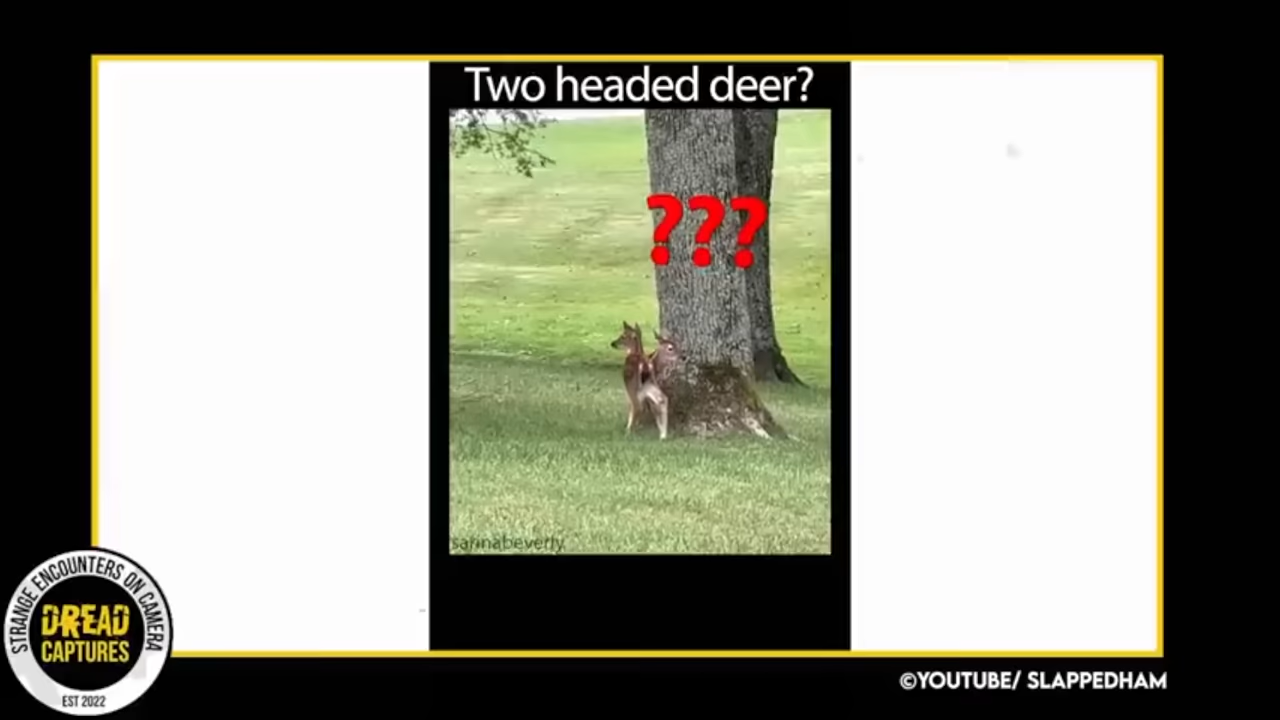 Two headed deer?
???
sarinabeverly
STRANGE ENCOUNTERS ON CAMERA
DREAD
CAPTURES
EST 2022
©YOUTUBE/ SLAPPEDHAM